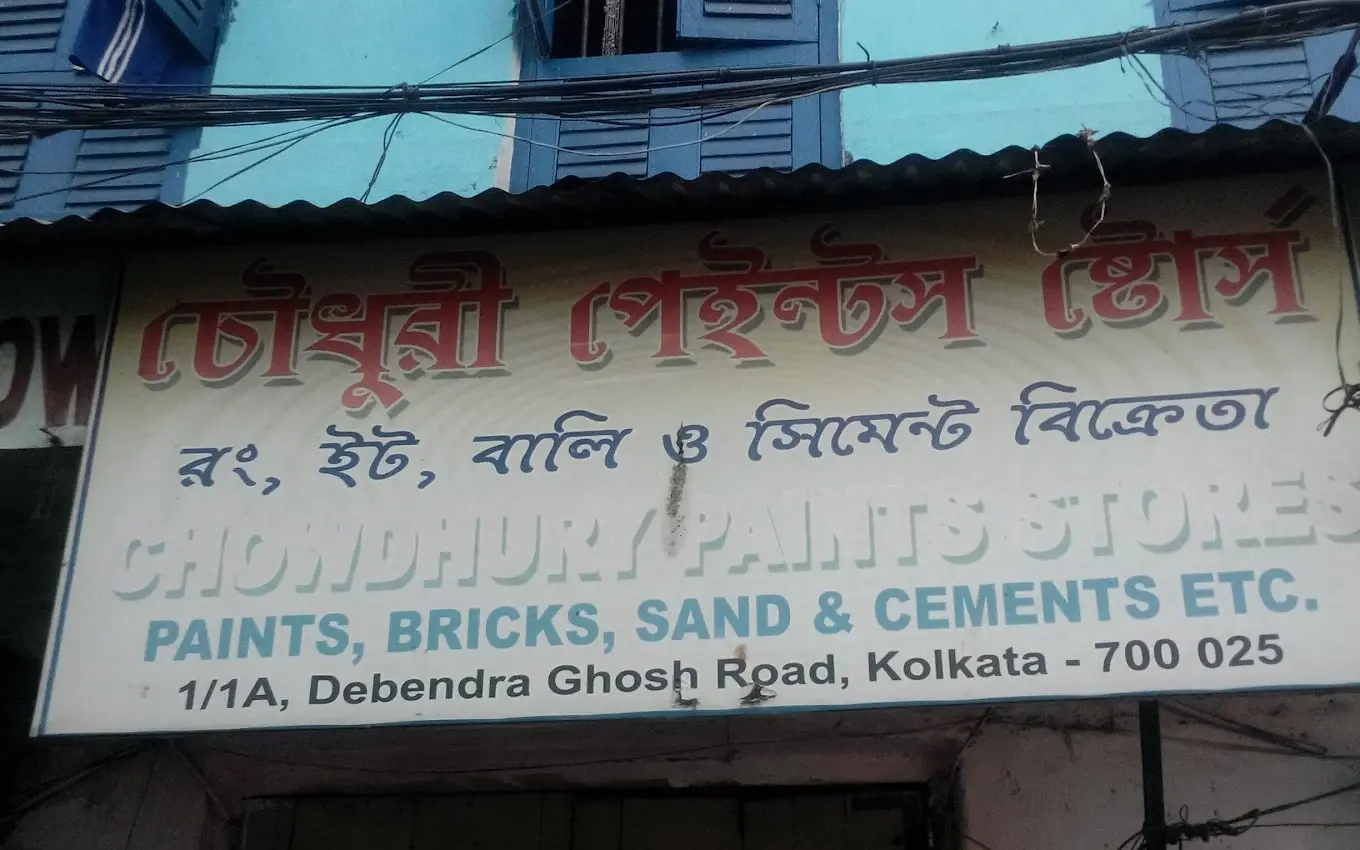 চৌধুরী পেইন্টস ষ্টোর্স
রং, ইট, বালি ও সিমেন্ট বিক্রেতা
CHOWDHURY PAINTS STORES
PAINTS, BRICKS, SAND & CEMENTS ETC.
1/1A, Debendra Ghosh Road, Kolkata - 700 025